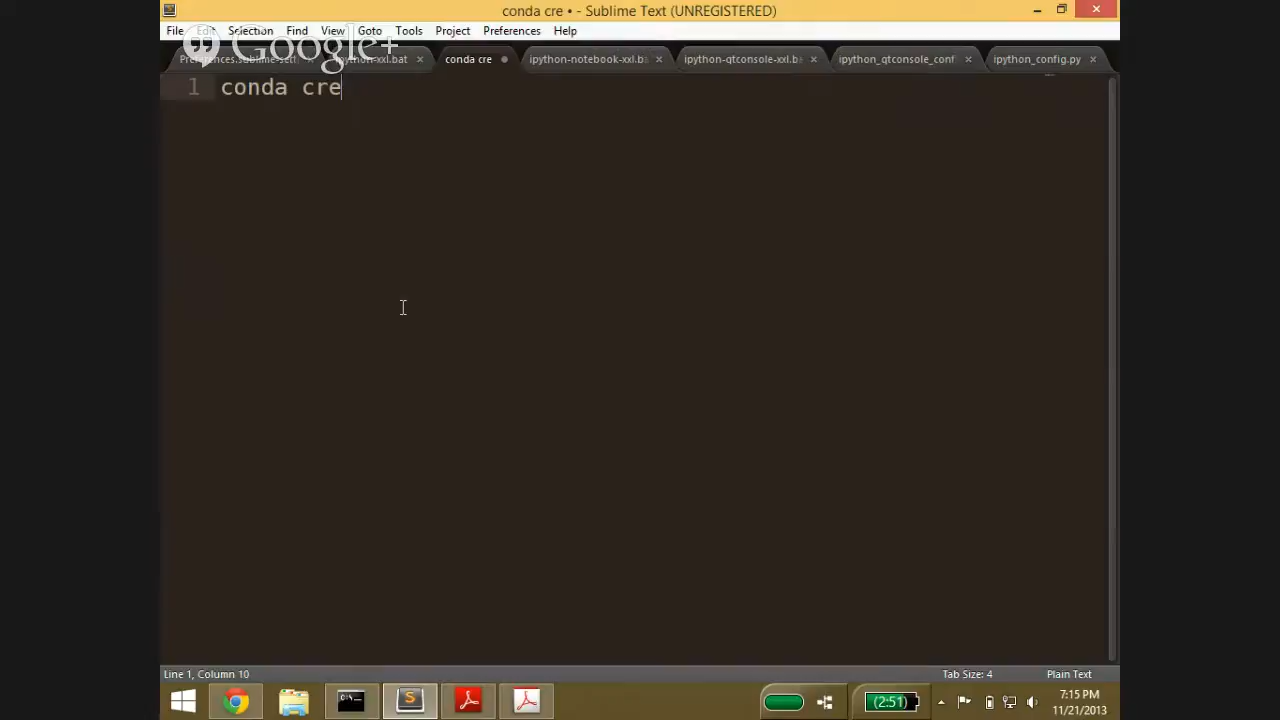 conda cre • - Sublime Text (UNREGISTERED)
File Edit Selection Find View Goto Tools Project Preferences Help
Google+
conda cre ipython-notebook-xxl.b ipython-qtconsole-xxl.b ipython_qtconsole_conf ipython_config.py
1 conda cre
Line 1, Column 10 Tab Size: 4 Plain Text
(2:51) 7:15 PM
11/21/2013